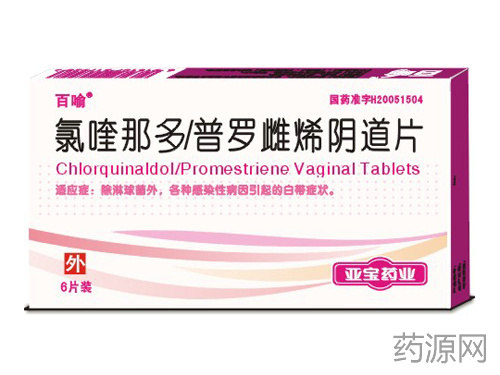 百喻®
国药准字H20051504
氯喹那多/普罗雌烯阴道片
Chlorquinaldol/Promestriene Vaginal Tablets
适应症：除淋球菌外，各种感染性病因引起的白带症状。
外
6片装
亚宝药业
药源网